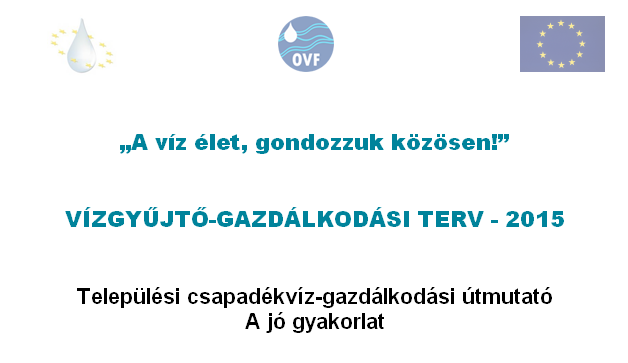 OVF
„A víz élet, gondozzuk közösen!”
VÍZGYŰJTŐ-GAZDÁLKODÁSI TERV - 2015
Települési csapadékvíz-gazdálkodási útmutató
A jó gyakorlat